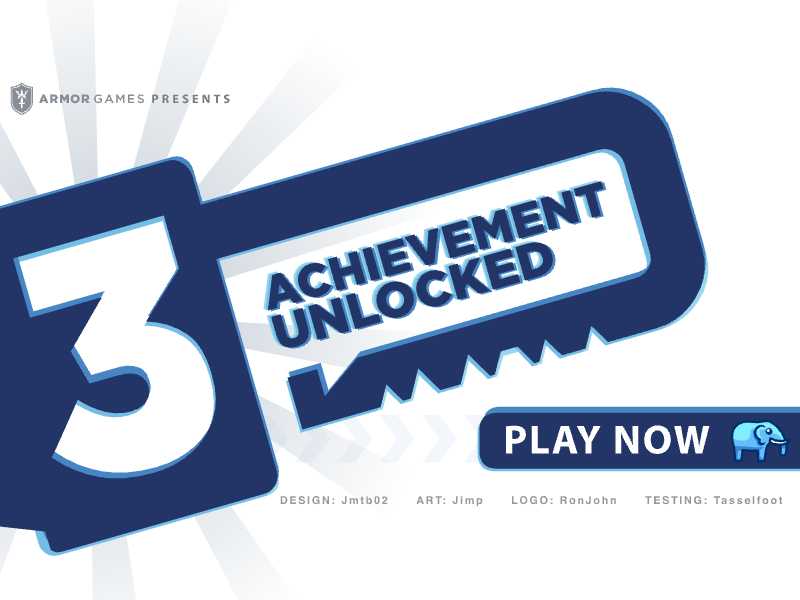 ARMOR GAMES PRESENTS
3
ACHIEVEMENT
UNLOCKED
PLAY NOW
DESIGN: Jmtb02 ART: Jimp LOGO: RonJohn TESTING: Tasselfoot